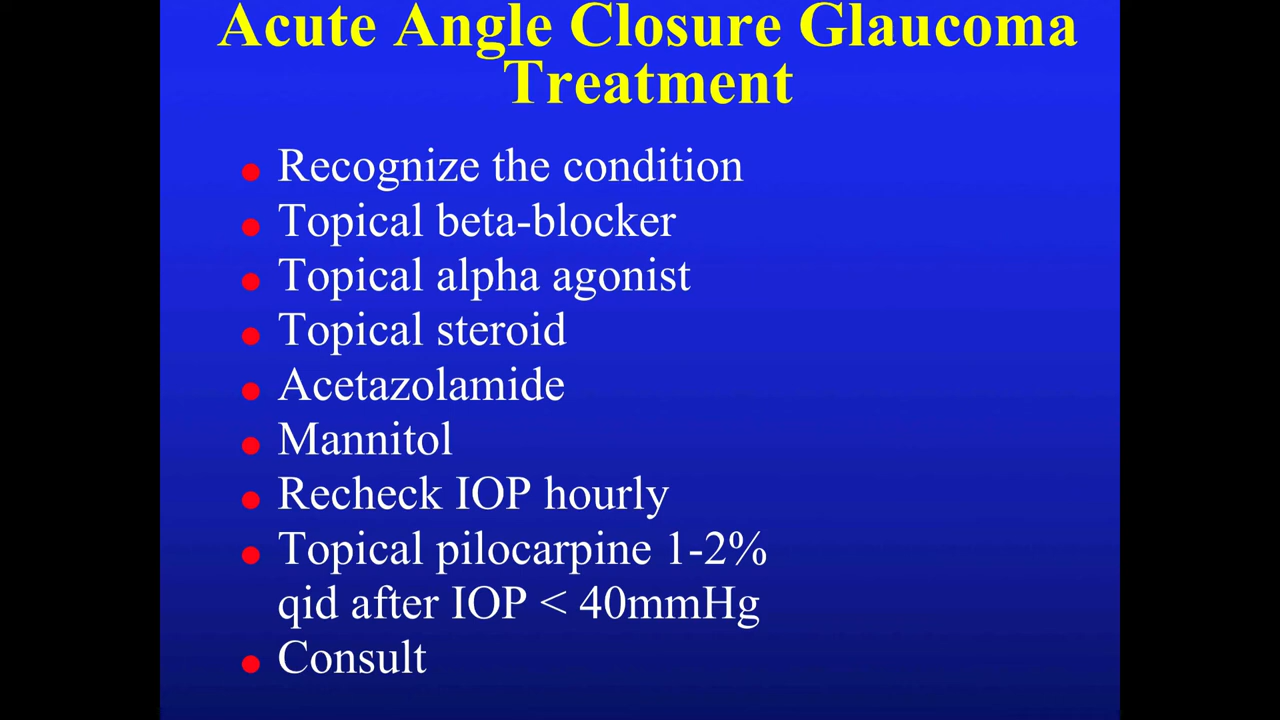 Acute Angle Closure Glaucoma
Treatment
Recognize the condition
Topical beta-blocker
Topical alpha agonist
Topical steroid
Acetazolamide
Mannitol
Recheck IOP hourly
Topical pilocarpine 1-2%
qid after IOP < 40mmHg
Consult